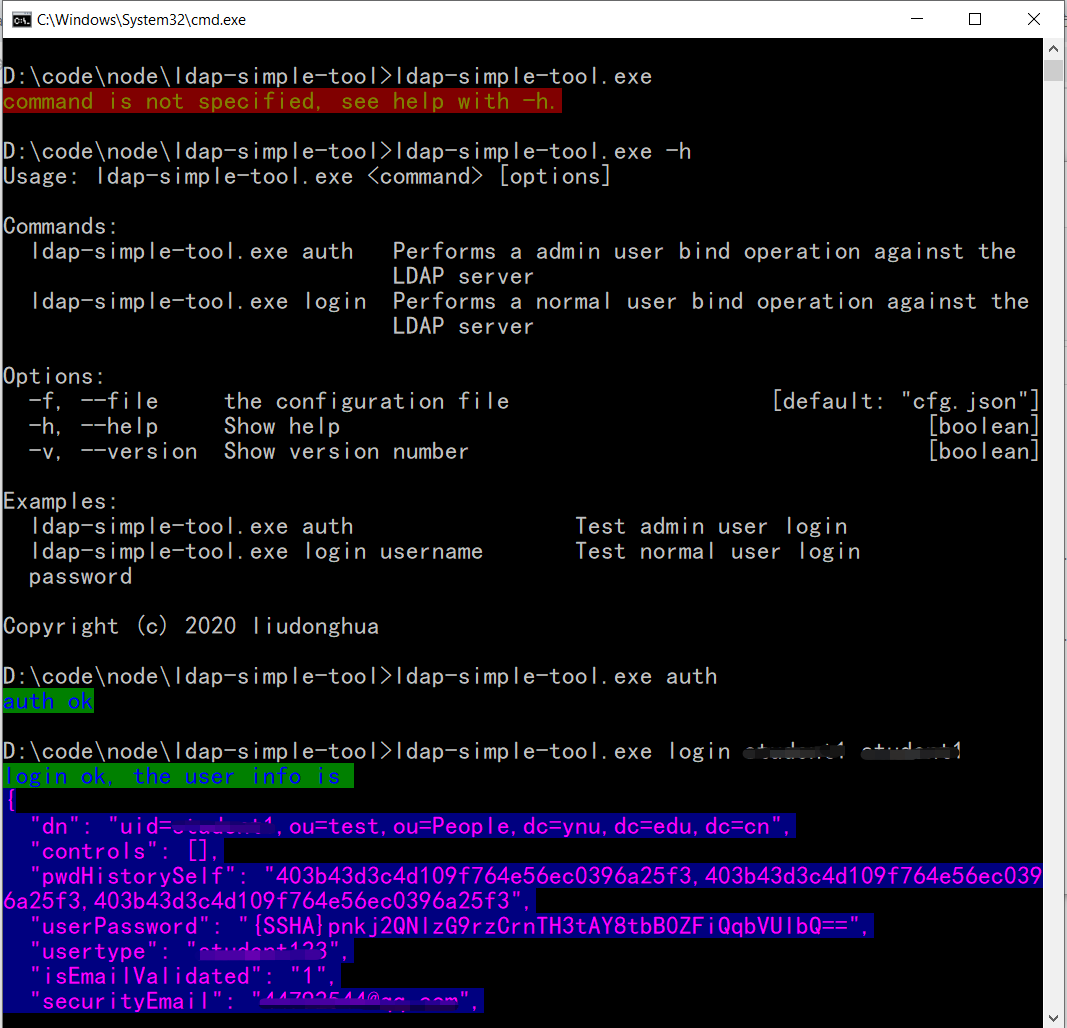 C:\Windows\System32\cmd.exe
D:\code\node\ldap-simple-tool>ldap-simple-tool.exe
command is not specified, see help with -h.
D:\code\node\ldap-simple-tool>ldap-simple-tool.exe -h
Usage: ldap-simple-tool.exe <command> [options]
Commands:
ldap-simple-tool.exe auth Performs a admin user bind operation against the
LDAP server
ldap-simple-tool.exe login Performs a normal user bind operation against the
LDAP server
Options:
-f, --file the configuration file [default: "cfg.json"]
-h, --help Show help [boolean]
-v, --version Show version number [boolean]
Examples:
ldap-simple-tool.exe auth Test admin user login
ldap-simple-tool.exe login username Test normal user login
password
Copyright (c) 2020 liudonghua
D:\code\node\ldap-simple-tool>ldap-simple-tool.exe auth
auth ok
D:\code\node\ldap-simple-tool>ldap-simple-tool.exe login
login ok, the user info is
{
"dn": "uid=,ou=test,ou=People,dc=ynu,dc=edu,dc=cn",
"controls": [],
"pwdHistorySelf": "403b43d3c4d109f764e56ec0396a25f3,403b43d3c4d109f764e56ec039
6a25f3,403b43d3c4d109f764e56ec0396a25f3",
"userPassword": "{SSHA}pnkj2QNlzG9rzCrnTH3tAY8tbBOZFiQqbVUlbQ==",
"usertype": "",
"isEmailValidated": "1",
"securityEmail": "",